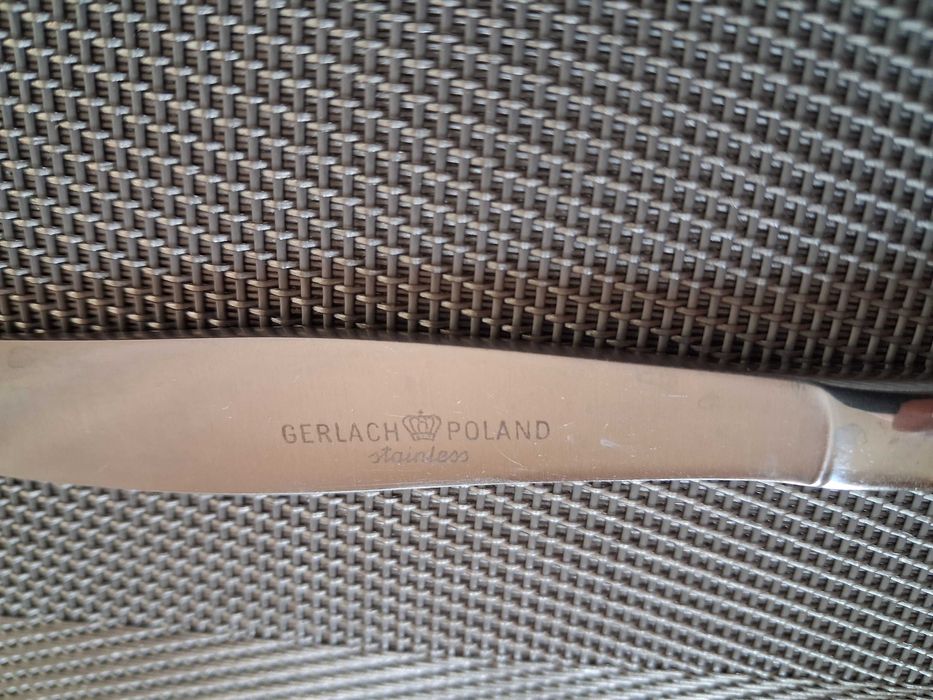 GERLACH POLAND
stainless